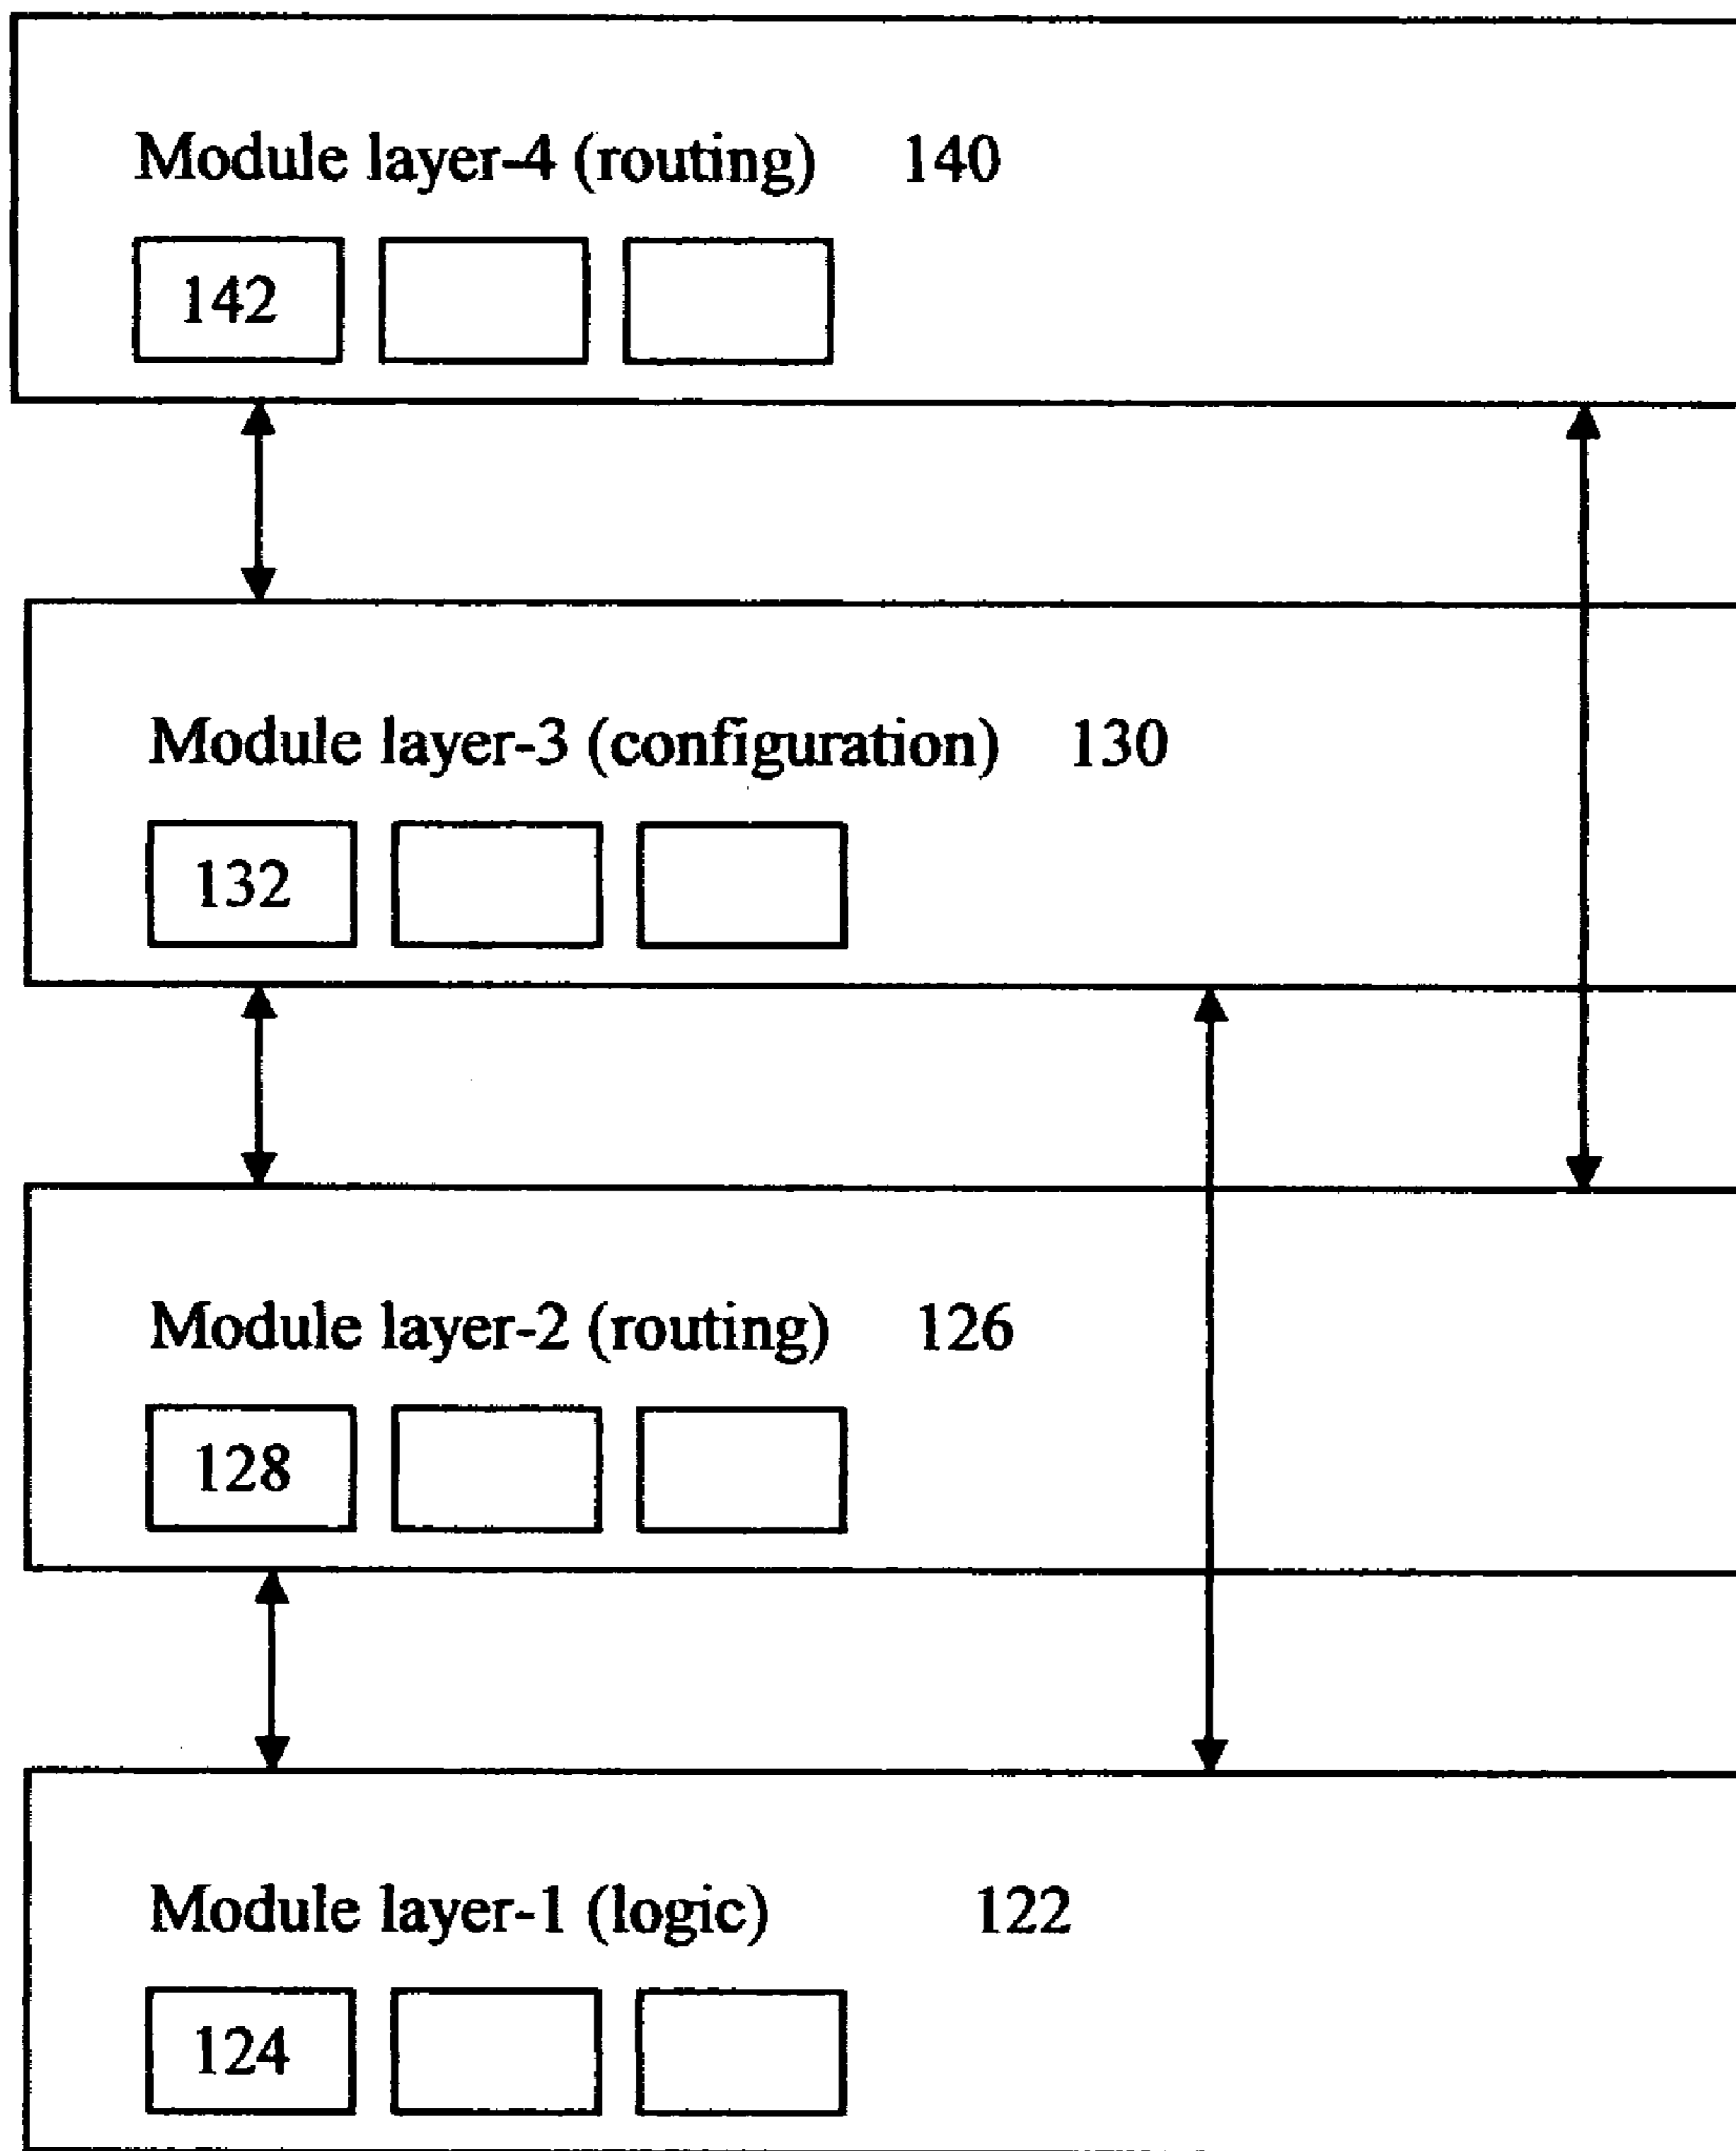 Module layer-4 (routing) 140
142
Module layer-3 (configuration) 130
132
Module layer-2 (routing) 126
128
Module layer-1 (logic) 122
124